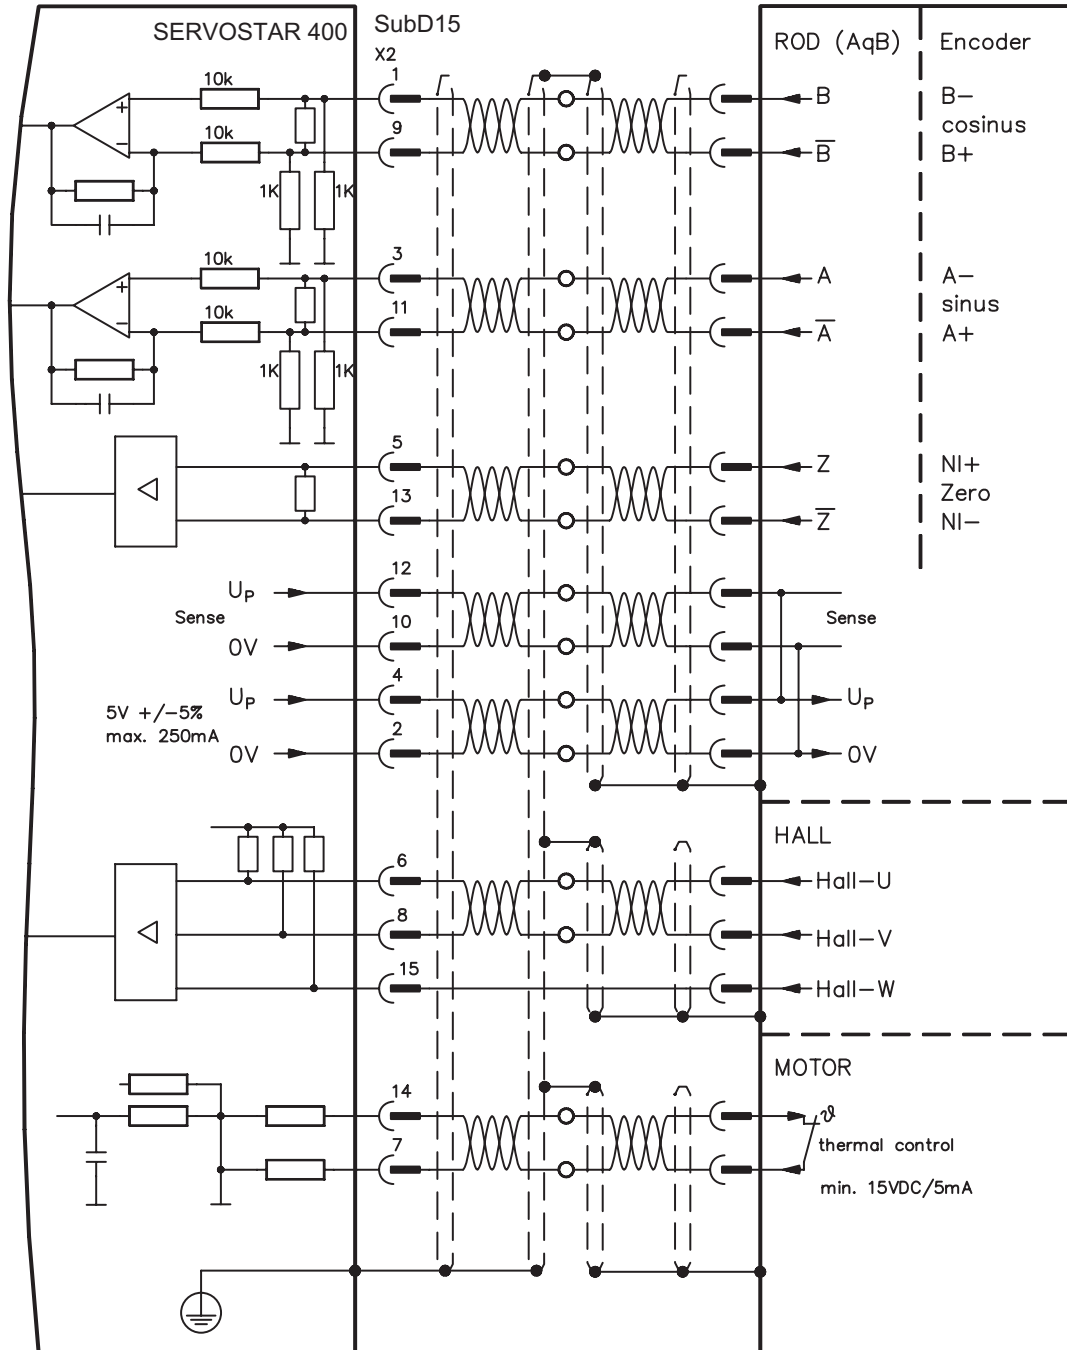 SERVOSTAR 400 SubD15
X2
ROD (AqB) Encoder
10k 1 B B−
cosinus
10k 9 B̅ B+
1K 1K
10k 3 A A−
sinus
10k 11 A̅ A+
1K 1K
5 Z NI+
Zero
13 Z̅ NI−
UP 12
Sense Sense
0V 10
UP 4 UP
5V +/−5%
max. 250mA
0V 2 0V
HALL
6 Hall−U
8 Hall−V
15 Hall−W
MOTOR
14 ϑ
7 thermal control
min. 15VDC/5mA